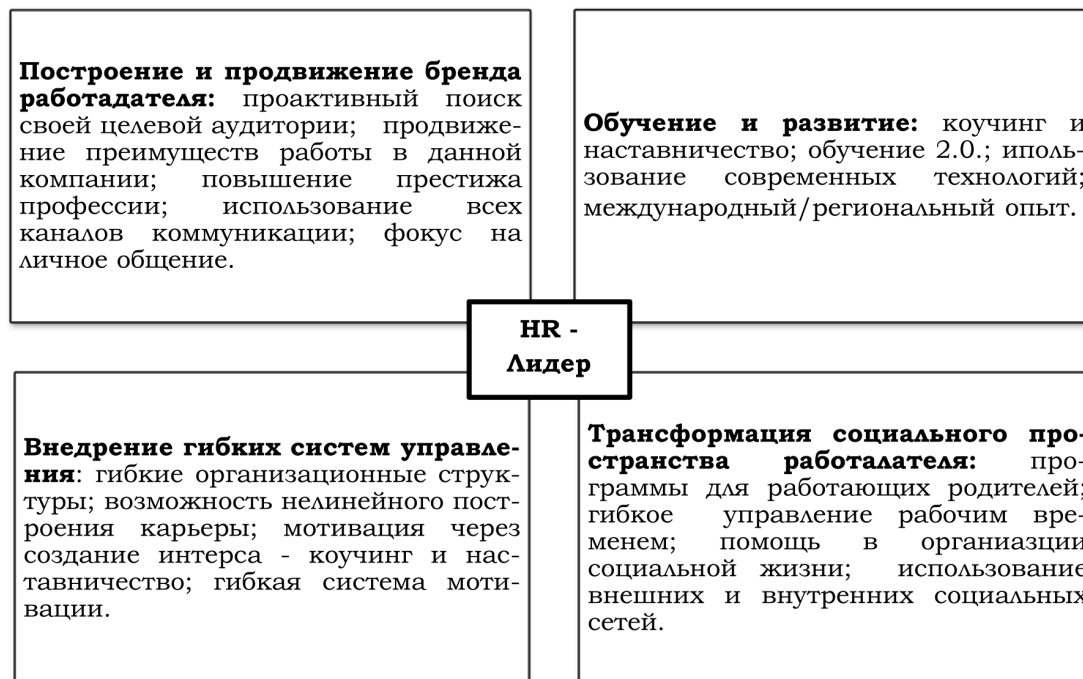 Построение и продвижение бренда
работадателя: проактивный поиск
своей целевой аудитории; продвиже-
ние преимуществ работы в данной
компании; повышение престижа
профессии; использование всех
каналов коммуникации; фокус на
личное общение.
Обучение и развитие: коучинг и
наставничество; обучение 2.0.; иполь-
зование современных технологий;
международный/региональный опыт.
HR -
Лидер
Внедрение гибких систем управле-
ния: гибкие организационные струк-
туры; возможность нелинейного пост-
роения карьеры; мотивация через
создание интерса - коучинг и нас-
тавничество; гибкая система моти-
вации.
Трансформация социального про-
странства работалателя: про-
граммы для работающих родителей;
гибкое управление рабочим вре-
менем; помощь в органиазции
социальной жизни; использование
внешних и внутренних социальных
сетей.